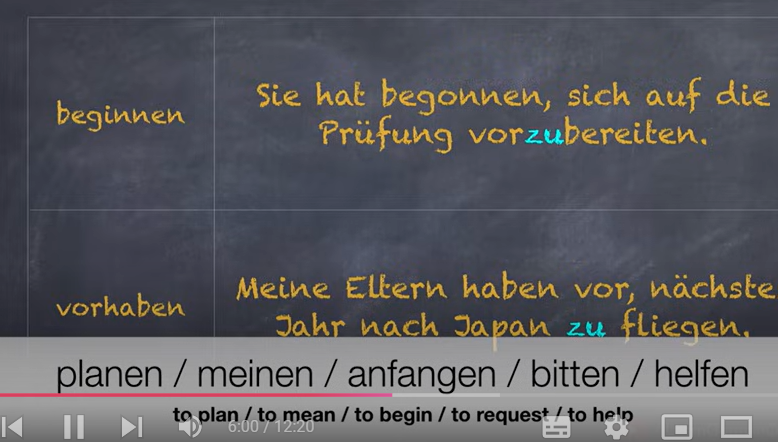 beginnen
Sie hat begonnen, sich auf die
Prüfung vorzubereiten.
vorhaben
Meine Eltern haben vor, nächste
Jahr nach Japan zu fliegen.
planen / meinen / anfangen / bitten / helfen
to plan / to mean / to begin / to request / to help
6:00 / 12:20